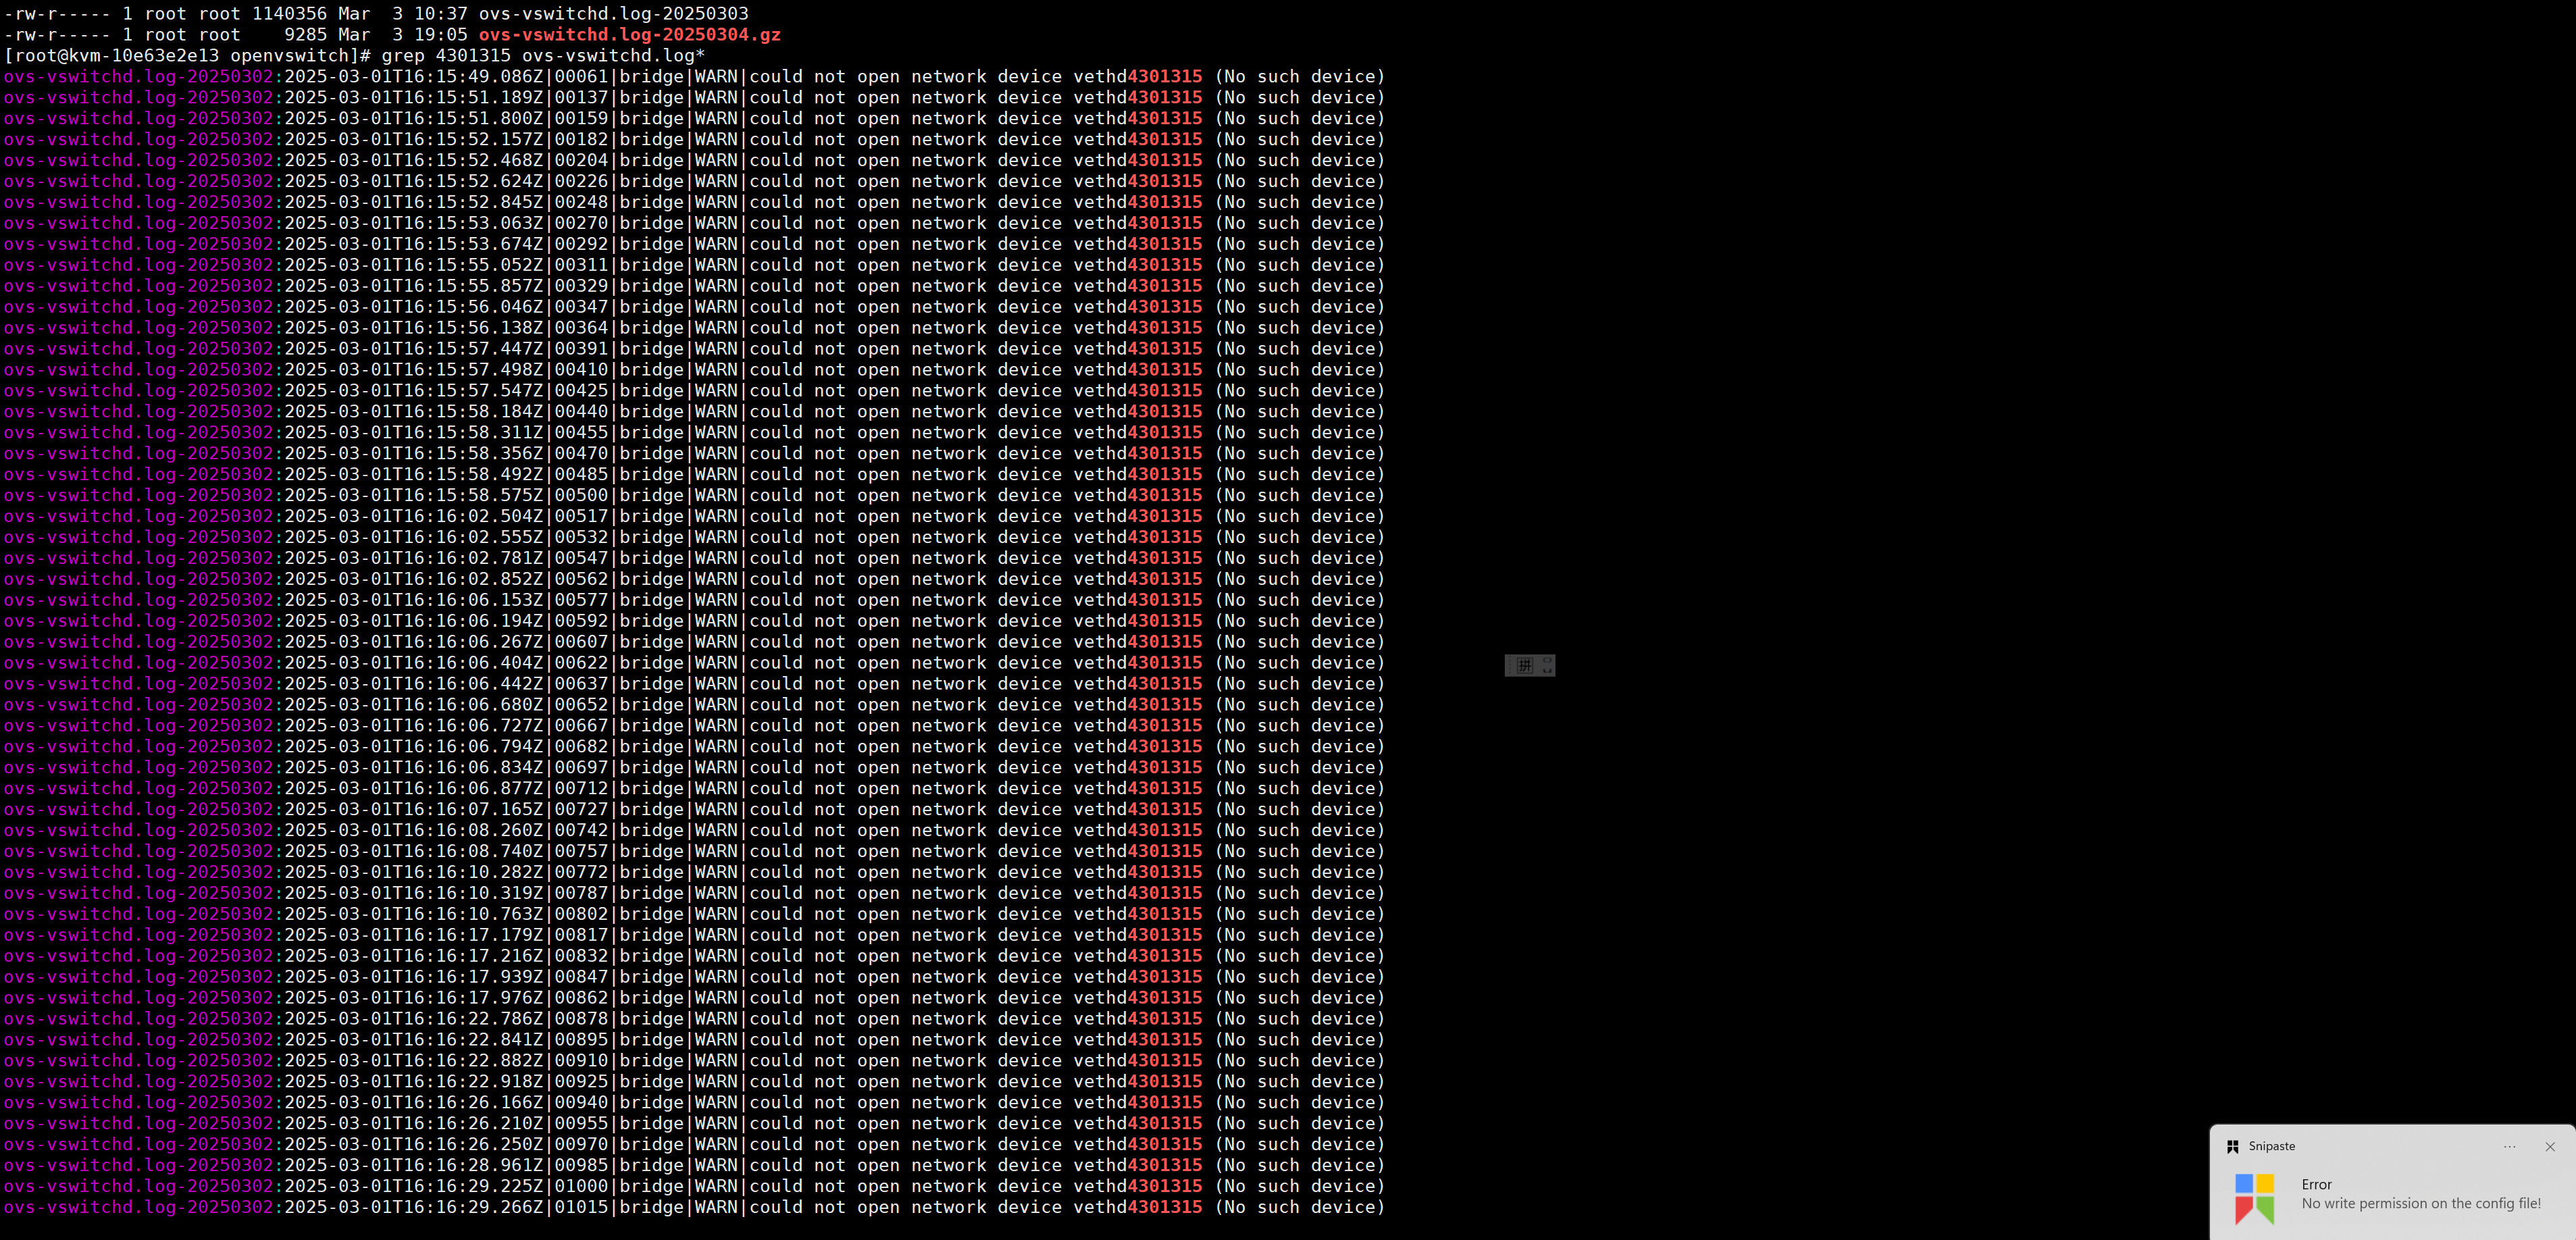 -rw-r----- 1 root root 1140356 Mar  3 10:37 ovs-vswitchd.log-20250303
-rw-r----- 1 root root    9285 Mar  3 19:05 ovs-vswitchd.log-20250304.gz
[root@kvm-10e63e2e13 openvswitch]# grep 4301315 ovs-vswitchd.log*
ovs-vswitchd.log-20250302:2025-03-01T16:15:49.086Z|00061|bridge|WARN|could not open network device vethd4301315 (No such device)
ovs-vswitchd.log-20250302:2025-03-01T16:15:51.189Z|00137|bridge|WARN|could not open network device vethd4301315 (No such device)
ovs-vswitchd.log-20250302:2025-03-01T16:15:51.800Z|00159|bridge|WARN|could not open network device vethd4301315 (No such device)
ovs-vswitchd.log-20250302:2025-03-01T16:15:52.157Z|00182|bridge|WARN|could not open network device vethd4301315 (No such device)
ovs-vswitchd.log-20250302:2025-03-01T16:15:52.468Z|00204|bridge|WARN|could not open network device vethd4301315 (No such device)
ovs-vswitchd.log-20250302:2025-03-01T16:15:52.624Z|00226|bridge|WARN|could not open network device vethd4301315 (No such device)
ovs-vswitchd.log-20250302:2025-03-01T16:15:52.845Z|00248|bridge|WARN|could not open network device vethd4301315 (No such device)
ovs-vswitchd.log-20250302:2025-03-01T16:15:53.063Z|00270|bridge|WARN|could not open network device vethd4301315 (No such device)
ovs-vswitchd.log-20250302:2025-03-01T16:15:53.674Z|00292|bridge|WARN|could not open network device vethd4301315 (No such device)
ovs-vswitchd.log-20250302:2025-03-01T16:15:55.052Z|00311|bridge|WARN|could not open network device vethd4301315 (No such device)
ovs-vswitchd.log-20250302:2025-03-01T16:15:55.857Z|00329|bridge|WARN|could not open network device vethd4301315 (No such device)
ovs-vswitchd.log-20250302:2025-03-01T16:15:56.046Z|00347|bridge|WARN|could not open network device vethd4301315 (No such device)
ovs-vswitchd.log-20250302:2025-03-01T16:15:56.138Z|00364|bridge|WARN|could not open network device vethd4301315 (No such device)
ovs-vswitchd.log-20250302:2025-03-01T16:15:57.447Z|00391|bridge|WARN|could not open network device vethd4301315 (No such device)
ovs-vswitchd.log-20250302:2025-03-01T16:15:57.498Z|00410|bridge|WARN|could not open network device vethd4301315 (No such device)
ovs-vswitchd.log-20250302:2025-03-01T16:15:57.547Z|00425|bridge|WARN|could not open network device vethd4301315 (No such device)
ovs-vswitchd.log-20250302:2025-03-01T16:15:58.184Z|00440|bridge|WARN|could not open network device vethd4301315 (No such device)
ovs-vswitchd.log-20250302:2025-03-01T16:15:58.311Z|00455|bridge|WARN|could not open network device vethd4301315 (No such device)
ovs-vswitchd.log-20250302:2025-03-01T16:15:58.356Z|00470|bridge|WARN|could not open network device vethd4301315 (No such device)
ovs-vswitchd.log-20250302:2025-03-01T16:15:58.492Z|00485|bridge|WARN|could not open network device vethd4301315 (No such device)
ovs-vswitchd.log-20250302:2025-03-01T16:15:58.575Z|00500|bridge|WARN|could not open network device vethd4301315 (No such device)
ovs-vswitchd.log-20250302:2025-03-01T16:16:02.504Z|00517|bridge|WARN|could not open network device vethd4301315 (No such device)
ovs-vswitchd.log-20250302:2025-03-01T16:16:02.555Z|00532|bridge|WARN|could not open network device vethd4301315 (No such device)
ovs-vswitchd.log-20250302:2025-03-01T16:16:02.781Z|00547|bridge|WARN|could not open network device vethd4301315 (No such device)
ovs-vswitchd.log-20250302:2025-03-01T16:16:02.852Z|00562|bridge|WARN|could not open network device vethd4301315 (No such device)
ovs-vswitchd.log-20250302:2025-03-01T16:16:06.153Z|00577|bridge|WARN|could not open network device vethd4301315 (No such device)
ovs-vswitchd.log-20250302:2025-03-01T16:16:06.194Z|00592|bridge|WARN|could not open network device vethd4301315 (No such device)
ovs-vswitchd.log-20250302:2025-03-01T16:16:06.267Z|00607|bridge|WARN|could not open network device vethd4301315 (No such device)
ovs-vswitchd.log-20250302:2025-03-01T16:16:06.404Z|00622|bridge|WARN|could not open network device vethd4301315 (No such device)
ovs-vswitchd.log-20250302:2025-03-01T16:16:06.442Z|00637|bridge|WARN|could not open network device vethd4301315 (No such device)
ovs-vswitchd.log-20250302:2025-03-01T16:16:06.680Z|00652|bridge|WARN|could not open network device vethd4301315 (No such device)
ovs-vswitchd.log-20250302:2025-03-01T16:16:06.727Z|00667|bridge|WARN|could not open network device vethd4301315 (No such device)
ovs-vswitchd.log-20250302:2025-03-01T16:16:06.794Z|00682|bridge|WARN|could not open network device vethd4301315 (No such device)
ovs-vswitchd.log-20250302:2025-03-01T16:16:06.834Z|00697|bridge|WARN|could not open network device vethd4301315 (No such device)
ovs-vswitchd.log-20250302:2025-03-01T16:16:06.877Z|00712|bridge|WARN|could not open network device vethd4301315 (No such device)
ovs-vswitchd.log-20250302:2025-03-01T16:16:07.165Z|00727|bridge|WARN|could not open network device vethd4301315 (No such device)
ovs-vswitchd.log-20250302:2025-03-01T16:16:08.260Z|00742|bridge|WARN|could not open network device vethd4301315 (No such device)
ovs-vswitchd.log-20250302:2025-03-01T16:16:08.740Z|00757|bridge|WARN|could not open network device vethd4301315 (No such device)
ovs-vswitchd.log-20250302:2025-03-01T16:16:10.282Z|00772|bridge|WARN|could not open network device vethd4301315 (No such device)
ovs-vswitchd.log-20250302:2025-03-01T16:16:10.319Z|00787|bridge|WARN|could not open network device vethd4301315 (No such device)
ovs-vswitchd.log-20250302:2025-03-01T16:16:10.763Z|00802|bridge|WARN|could not open network device vethd4301315 (No such device)
ovs-vswitchd.log-20250302:2025-03-01T16:16:17.179Z|00817|bridge|WARN|could not open network device vethd4301315 (No such device)
ovs-vswitchd.log-20250302:2025-03-01T16:16:17.216Z|00832|bridge|WARN|could not open network device vethd4301315 (No such device)
ovs-vswitchd.log-20250302:2025-03-01T16:16:17.939Z|00847|bridge|WARN|could not open network device vethd4301315 (No such device)
ovs-vswitchd.log-20250302:2025-03-01T16:16:17.976Z|00862|bridge|WARN|could not open network device vethd4301315 (No such device)
ovs-vswitchd.log-20250302:2025-03-01T16:16:22.786Z|00878|bridge|WARN|could not open network device vethd4301315 (No such device)
ovs-vswitchd.log-20250302:2025-03-01T16:16:22.841Z|00895|bridge|WARN|could not open network device vethd4301315 (No such device)
ovs-vswitchd.log-20250302:2025-03-01T16:16:22.882Z|00910|bridge|WARN|could not open network device vethd4301315 (No such device)
ovs-vswitchd.log-20250302:2025-03-01T16:16:22.918Z|00925|bridge|WARN|could not open network device vethd4301315 (No such device)
ovs-vswitchd.log-20250302:2025-03-01T16:16:26.166Z|00940|bridge|WARN|could not open network device vethd4301315 (No such device)
ovs-vswitchd.log-20250302:2025-03-01T16:16:26.210Z|00955|bridge|WARN|could not open network device vethd4301315 (No such device)
ovs-vswitchd.log-20250302:2025-03-01T16:16:26.250Z|00970|bridge|WARN|could not open network device vethd4301315 (No such device)
ovs-vswitchd.log-20250302:2025-03-01T16:16:28.961Z|00985|bridge|WARN|could not open network device vethd4301315 (No such device)
ovs-vswitchd.log-20250302:2025-03-01T16:16:29.225Z|01000|bridge|WARN|could not open network device vethd4301315 (No such device)
ovs-vswitchd.log-20250302:2025-03-01T16:16:29.266Z|01015|bridge|WARN|could not open network device vethd4301315 (No such device)
拼
Snipaste
Error
No write permission on the config file!